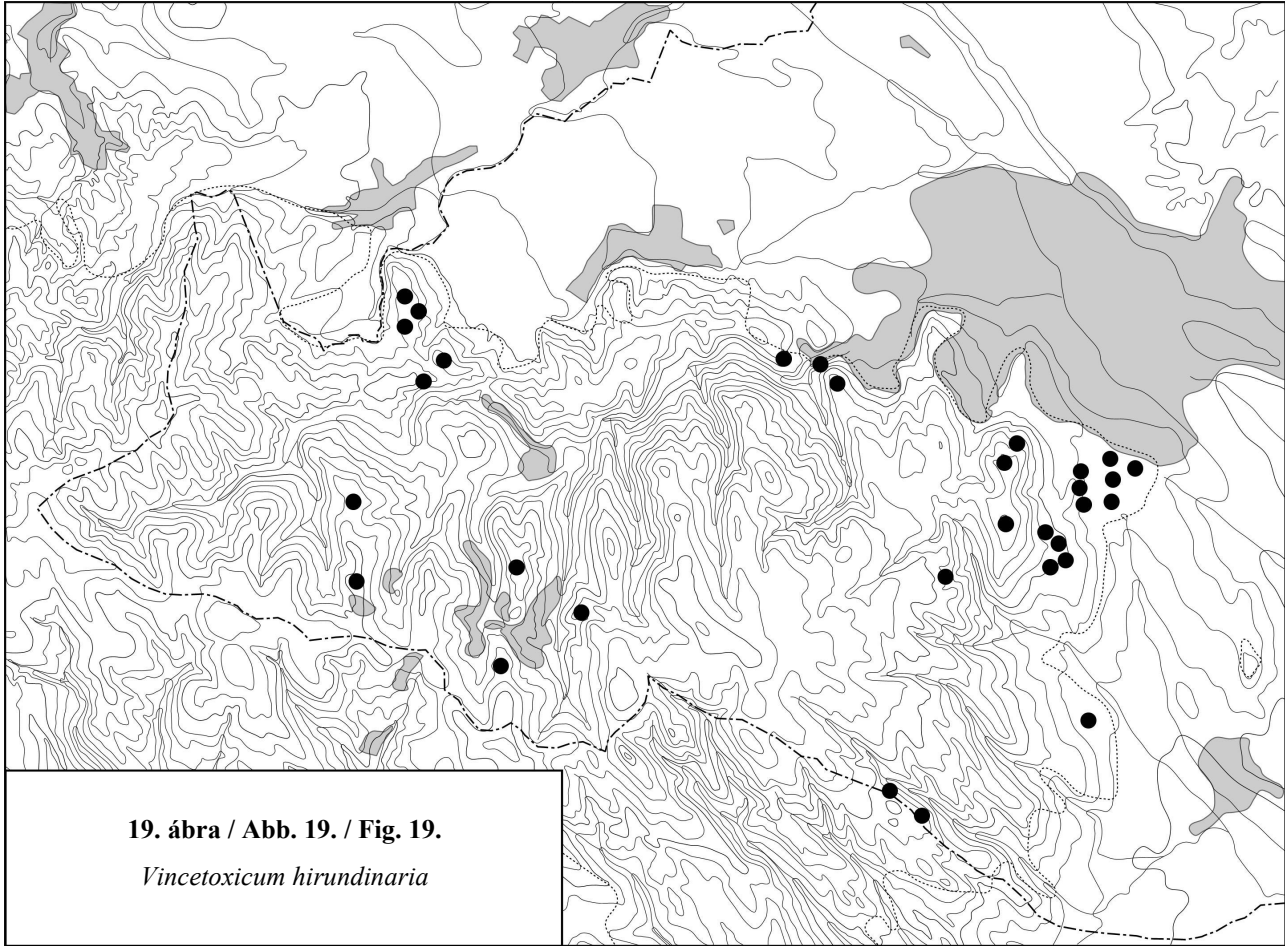 19. ábra / Abb. 19. / Fig. 19.
Vincetoxicum hirundinaria